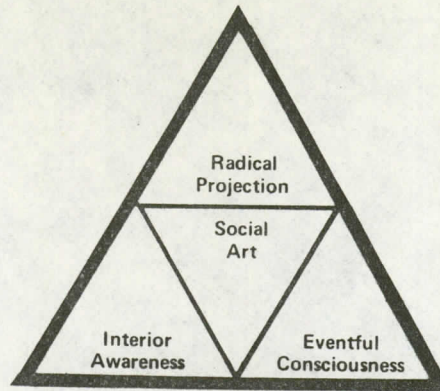 Radical
Projection
Social
Art
Interior
Awareness
Eventful
Consciousness